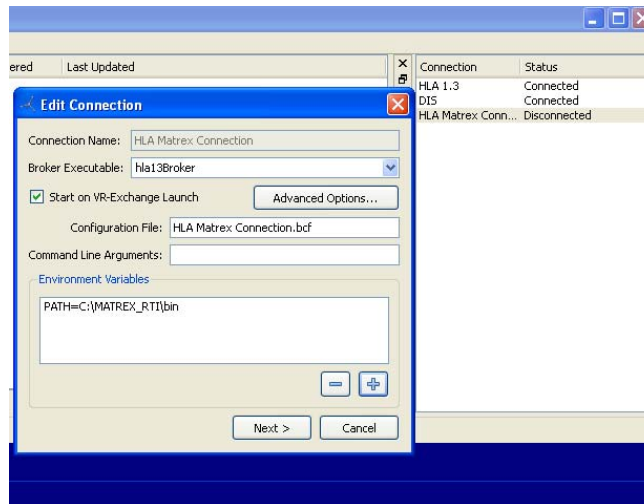 ered Last Updated
Connection Status
HLA 1.3 Connected
DIS Connected
HLA Matrex Conn... Disconnected
Edit Connection
Connection Name: HLA Matrex Connection
Broker Executable: hla13Broker
Start on VR-Exchange Launch Advanced Options...
Configuration File: HLA Matrex Connection.bcf
Command Line Arguments:
Environment Variables
PATH=C:\MATREX_RTI\bin
Next > Cancel